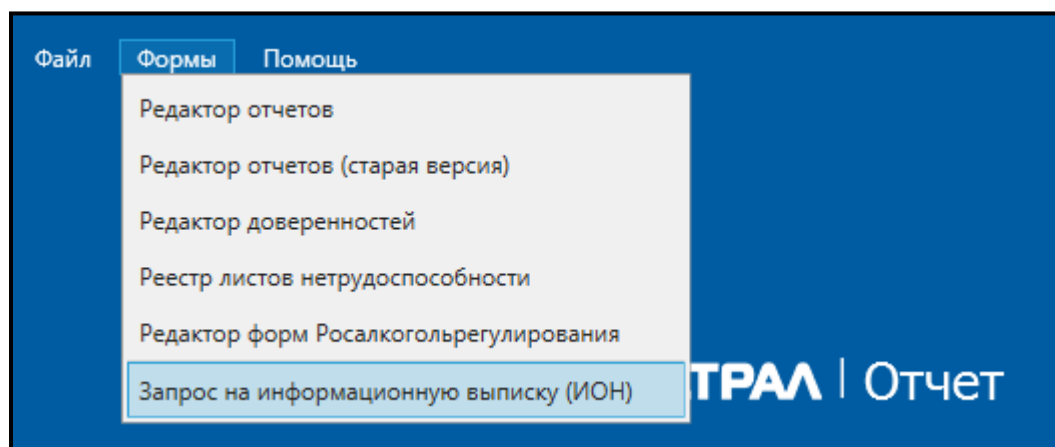 Файл Формы Помощь
Редактор отчетов
Редактор отчетов (старая версия)
Редактор доверенностей
Реестр листов нетрудоспособности
Редактор форм Росалкогольрегулирования
Запрос на информационную выписку (ИОН)
Отчет